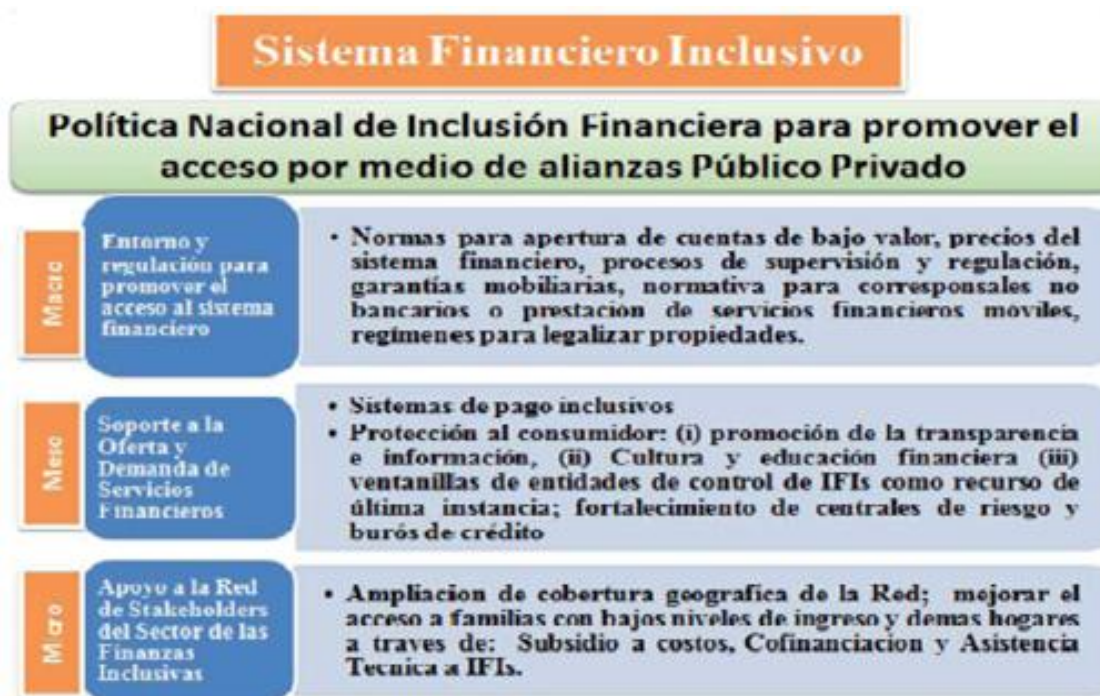 Sistema Financiero Inclusivo
Política Nacional de Inclusión Financiera para promover el
acceso por medio de alianzas Público Privado
Macro
Entorno y
regulación para
promover el
acceso al sistema
financiero
• Normas para apertura de cuentas de bajo valor, precios del
sistema financiero, procesos de supervisión y regulación,
garantías mobiliarias, normativa para corresponsales no
bancarios o prestación de servicios financieros móviles,
regímenes para legalizar propiedades.
Meso
Soporte a la
Oferta y
Demanda de
Servicios
Financieros
• Sistemas de pago inclusivos
• Protección al consumidor: (i) promoción de la transparencia
e información, (ii) Cultura y educación financiera (iii)
ventanillas de entidades de control de IFIs como recurso de
última instancia; fortalecimiento de centrales de riesgo y
burós de crédito
Micro
Apoyo a la Red
de Stakeholders
del Sector de las
Finanzas
Inclusivas
• Ampliacion de cobertura geografica de la Red; mejorar el
acceso a familias con bajos niveles de ingreso y demas hogares
a traves de: Subsidio a costos, Cofinanciacion y Asistencia
Tecnica a IFIs.